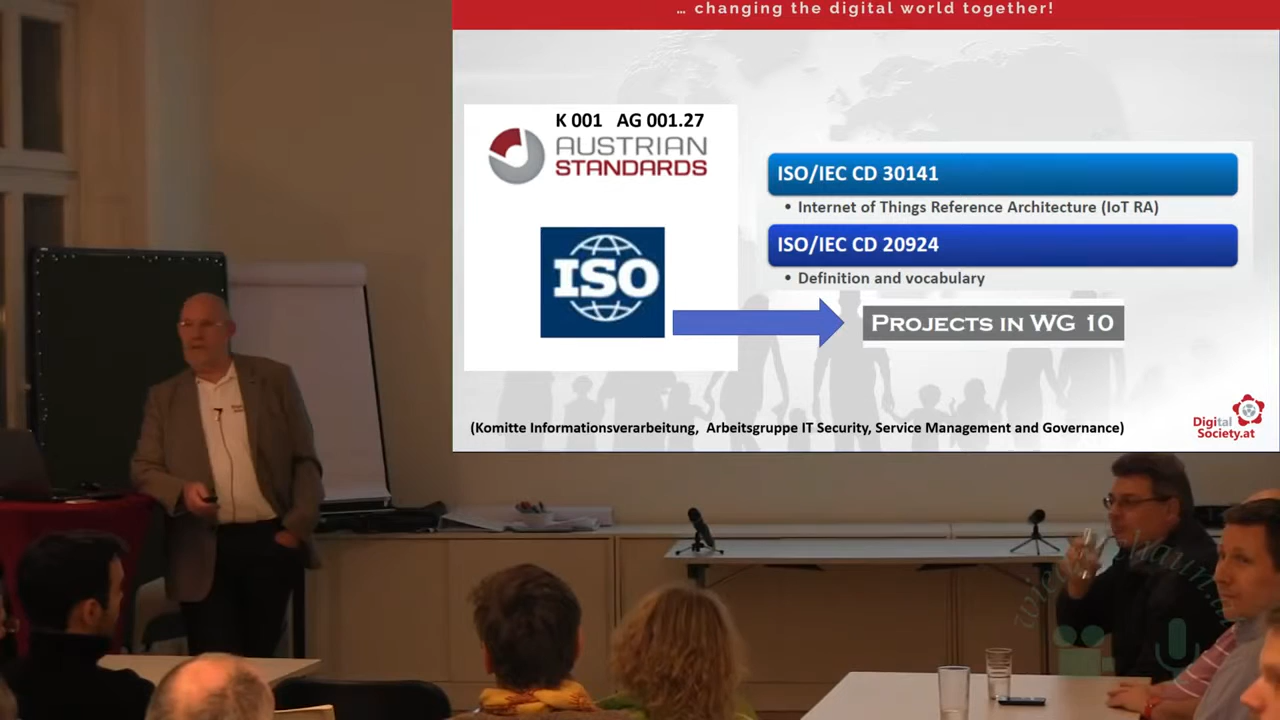 … changing the digital world together!
K 001 AG 001.27
AUSTRIAN
STANDARDS
ISO
ISO/IEC CD 30141
• Internet of Things Reference Architecture (IoT RA)
ISO/IEC CD 20924
• Definition and vocabulary
PROJECTS IN WG 10
(Komitte Informationsverarbeitung, Arbeitsgruppe IT Security, Service Management and Governance)
Digital
Society.at